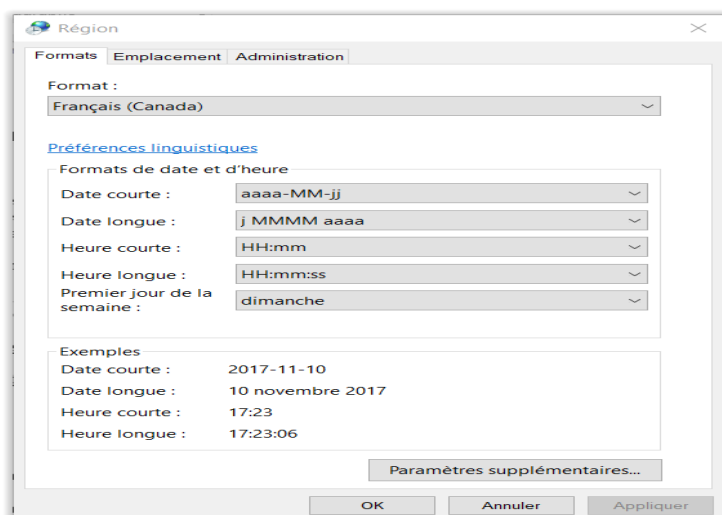 Région
Formats Emplacement Administration
Format :
Français (Canada)
Préférences linguistiques
Formats de date et d'heure
Date courte : aaaa-MM-jj
Date longue : j MMMM aaaa
Heure courte : HH:mm
Heure longue : HH:mm:ss
Premier jour de la
semaine : dimanche
Exemples
Date courte : 2017-11-10
Date longue : 10 novembre 2017
Heure courte : 17:23
Heure longue : 17:23:06
Paramètres supplémentaires...
OK Annuler Appliquer